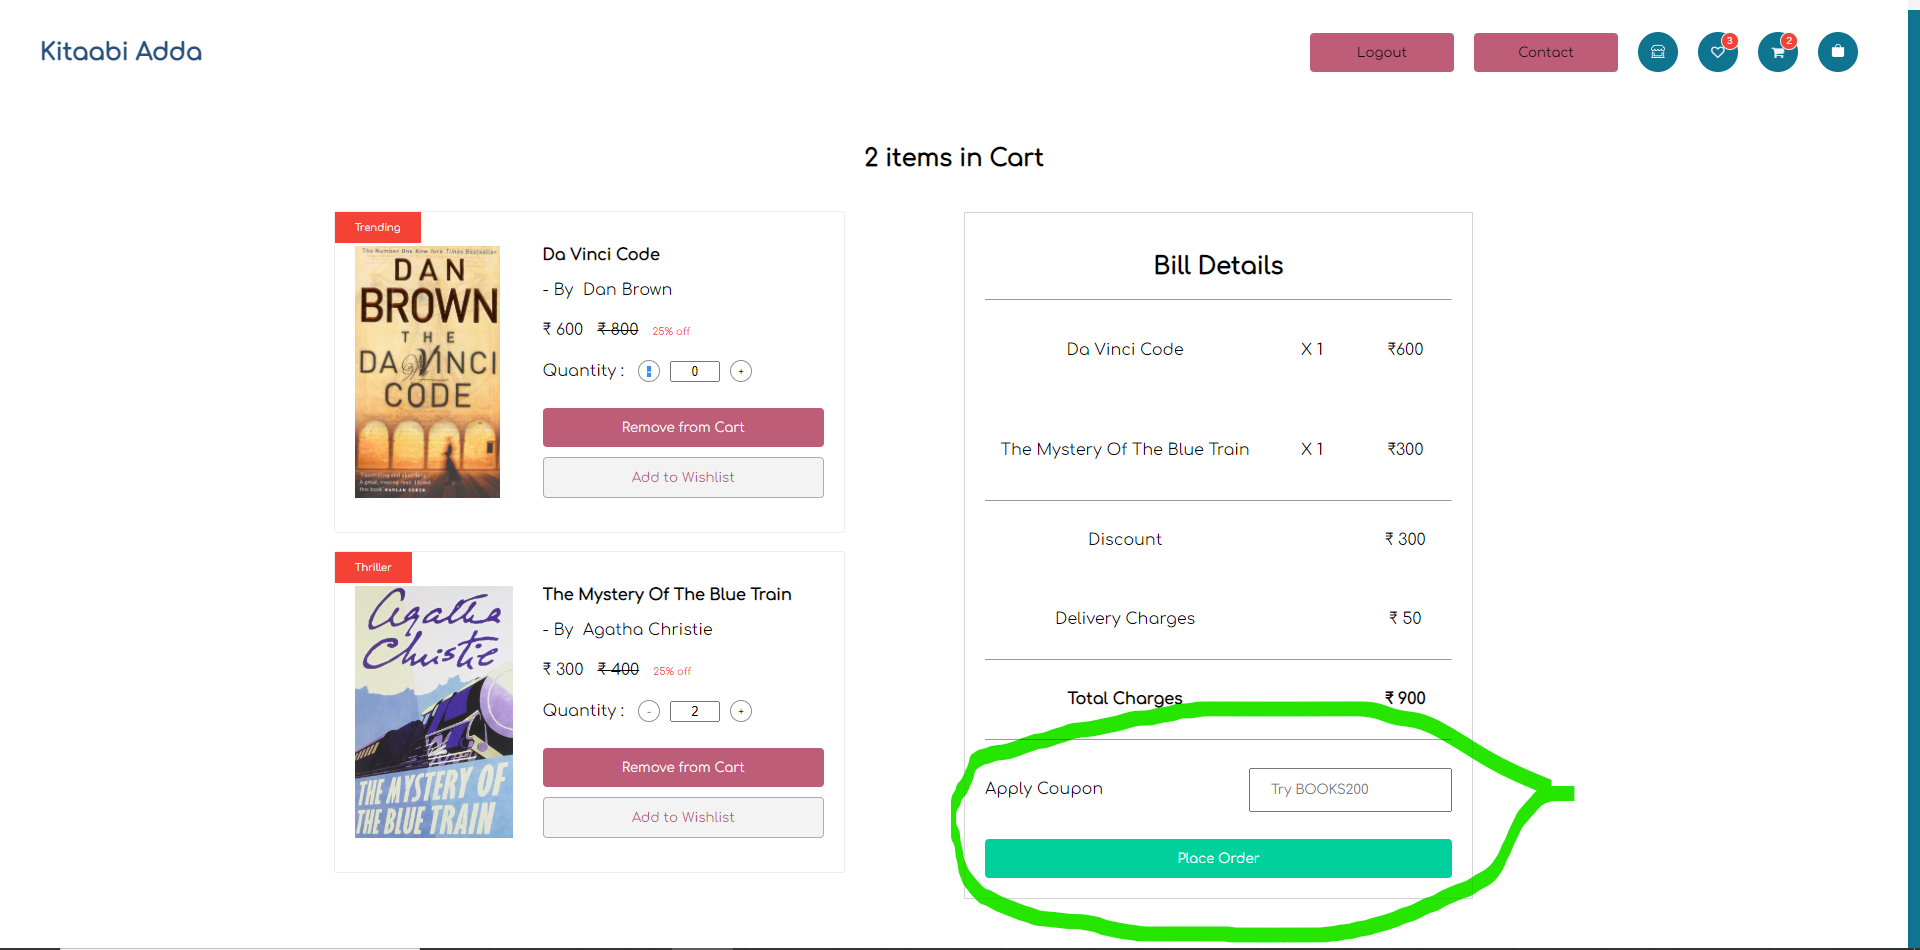 Kitaabi Adda
Logout
Contact
3
2
2 items in Cart
Trending
The Number One New York Times Bestseller
DAN
BROWN
THE
DA VINCI
CODE
Da Vinci Code
- By Dan Brown
₹ 600 ₹ 800 25% off
Quantity : 0 +
Remove from Cart
Add to Wishlist
Thriller
Agatha
Christie
THE MYSTERY OF
THE BLUE TRAIN
The Mystery Of The Blue Train
- By Agatha Christie
₹ 300 ₹ 400 25% off
Quantity : - 2 +
Remove from Cart
Add to Wishlist
Bill Details
Da Vinci Code X 1 ₹600
The Mystery Of The Blue Train X 1 ₹300
Discount ₹ 300
Delivery Charges ₹ 50
Total Charges ₹ 900
Apply Coupon Try BOOKS200
Place Order